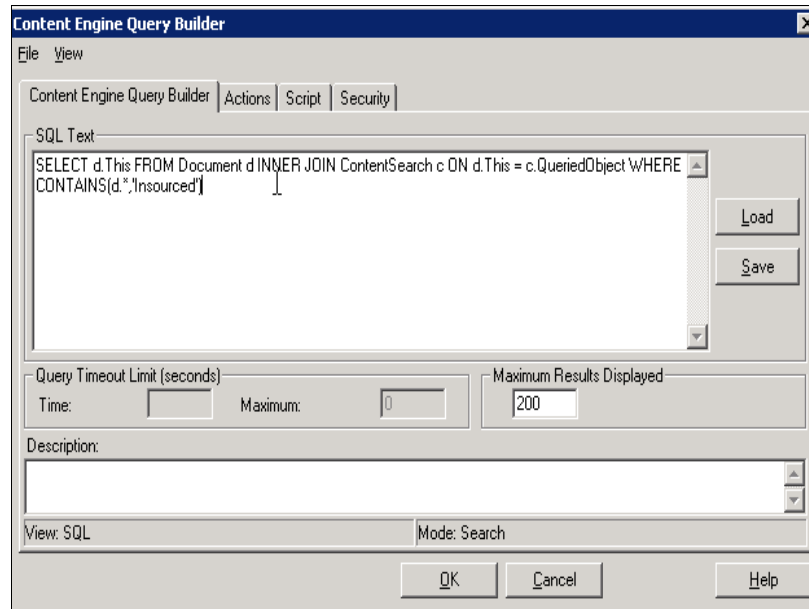 Content Engine Query Builder
File View
Content Engine Query Builder Actions Script Security
SQL Text
SELECT d.This FROM Document d INNER JOIN ContentSearch c ON d.This = c.QueriedObject WHERE
CONTAINS(d.*,'Insourced')
Load
Save
Query Timeout Limit (seconds)
Time: Maximum: 0
Maximum Results Displayed
200
Description:
View: SQL Mode: Search
OK Cancel Help